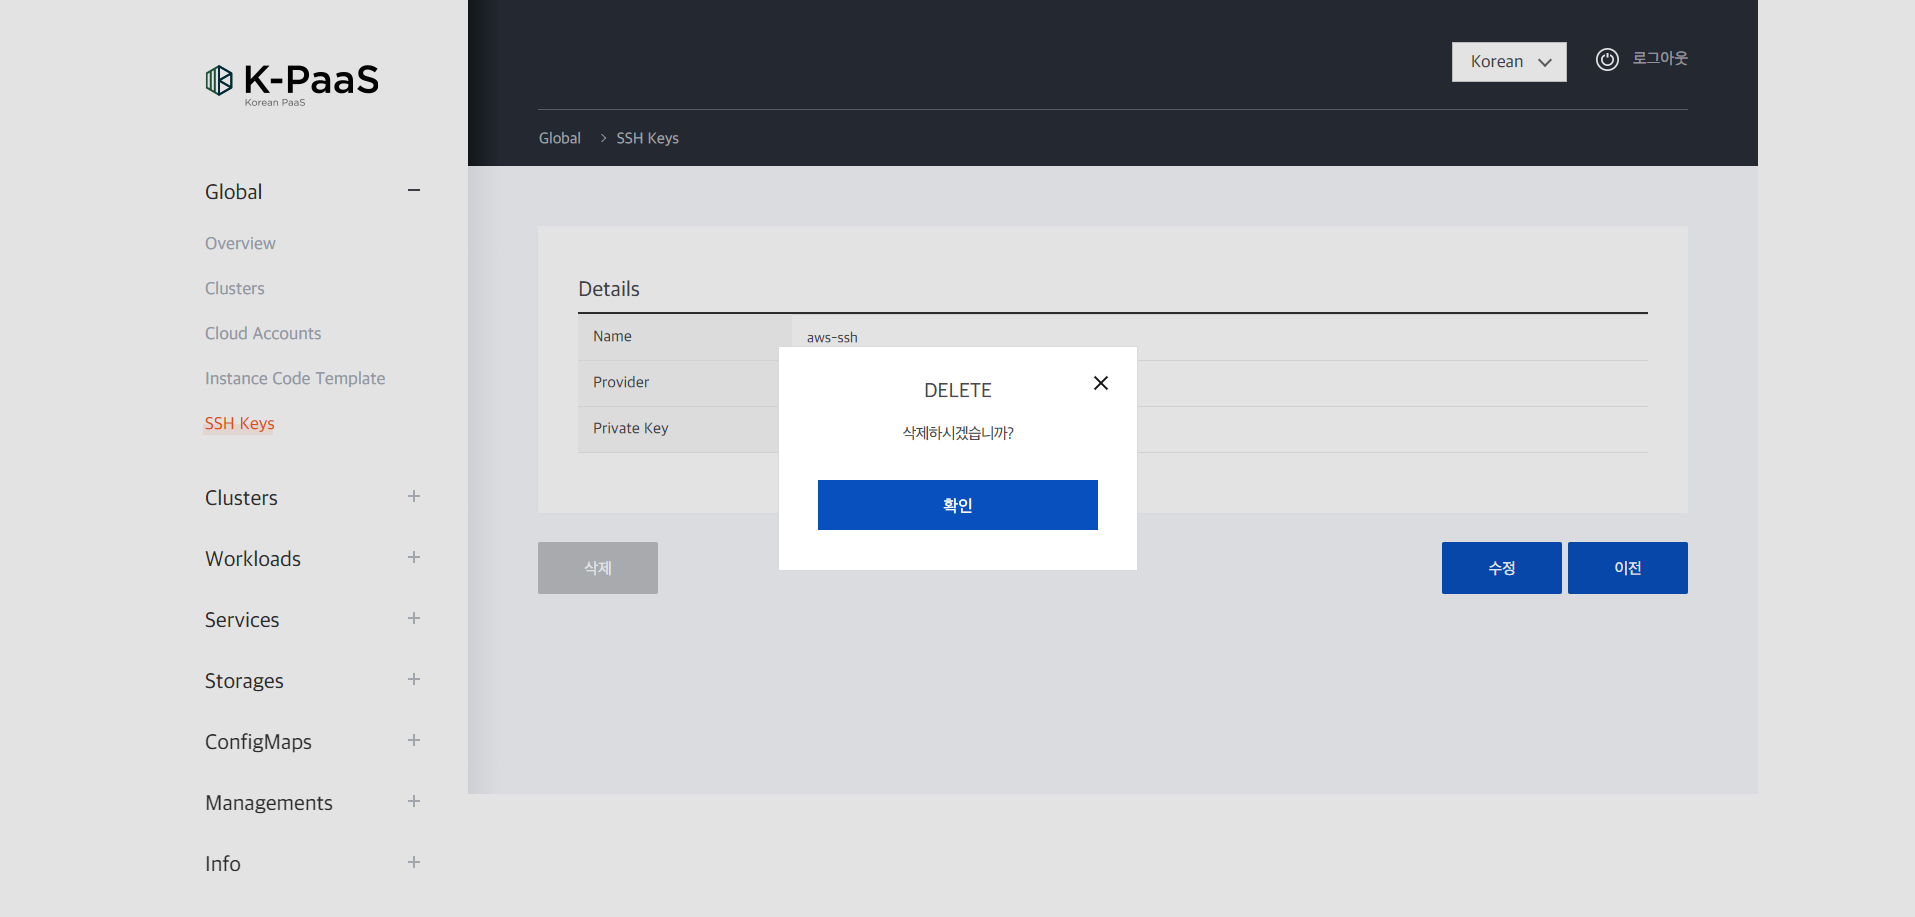 K-PaaS
Korean PaaS
Global
Overview
Clusters
Cloud Accounts
Instance Code Template
SSH Keys
Clusters
Workloads
Services
Storages
ConfigMaps
Managements
Info
Korean
로그아웃
Global > SSH Keys
Details
Name aws-ssh
Provider
Private Key
DELETE
삭제하시겠습니까?
확인
삭제
수정
이전